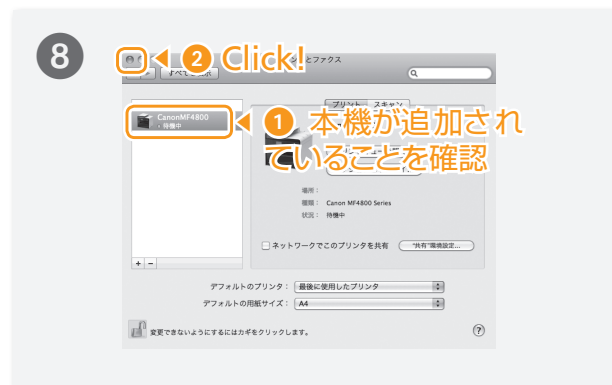 8
2 Click!
とファクス
1 本機が追加され
ていることを確認
CanonMF4800
・待機中
プリント スキャン
場所：
種類： Canon MF4800 Series
状況： 待機中
ネットワークでこのプリンタを共有 "共有"環境設定...
+ −
デフォルトのプリンタ： 最後に使用したプリンタ
デフォルトの用紙サイズ： A4
変更できないようにするにはカギをクリックします。
?